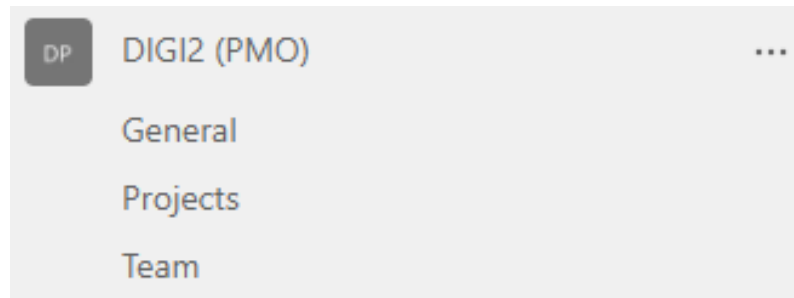 DP DIGI2 (PMO) ...
General
Projects
Team